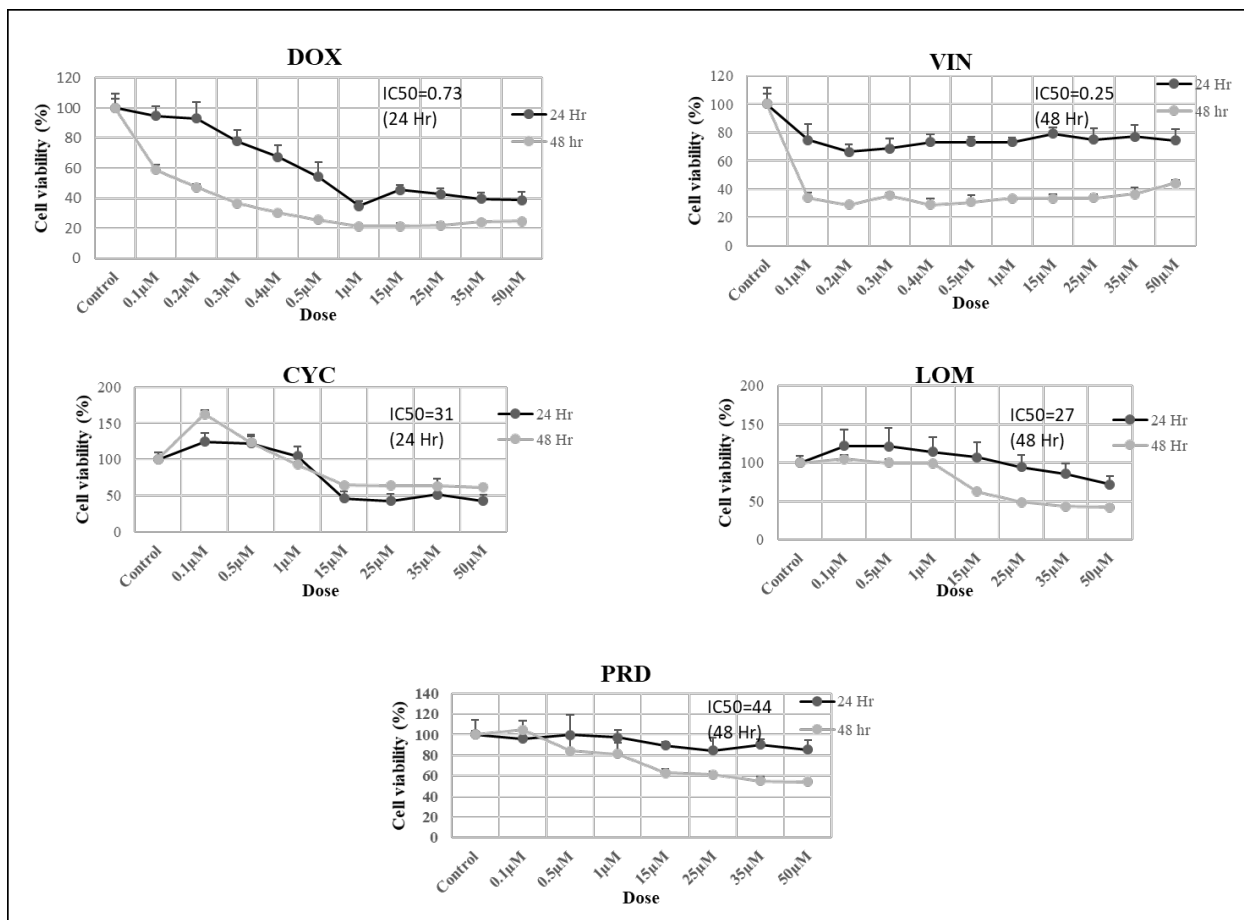 DOX
120
100
80
60
40
20
0
Cell viability (%)
IC50=0.73
(24 Hr)
24 Hr
48 hr
Control
0.1µM
0.2µM
0.3µM
0.4µM
0.5µM
1µM
15µM
25µM
35µM
50µM
Dose
VIN
120
100
80
60
40
20
0
Cell viability (%)
IC50=0.25
(48 Hr)
24 Hr
48 Hr
Control
0.1µM
0.2µM
0.3µM
0.4µM
0.5µM
1µM
15µM
25µM
35µM
50µM
Dose
CYC
200
150
100
50
0
Cell viability (%)
IC50=31
(24 Hr)
24 Hr
48 Hr
Control
0.1µM
0.5µM
1µM
15µM
25µM
35µM
50µM
Dose
LOM
200
150
100
50
0
Cell viability (%)
IC50=27
(48 Hr)
24 Hr
48 Hr
Control
0.1µM
0.5µM
1µM
15µM
25µM
35µM
50µM
Dose
PRD
140
120
100
80
60
40
20
0
Cell viability (%)
IC50=44
(48 Hr)
24 Hr
48 hr
Control
0.1µM
0.5µM
1µM
15µM
25µM
35µM
50µM
Dose